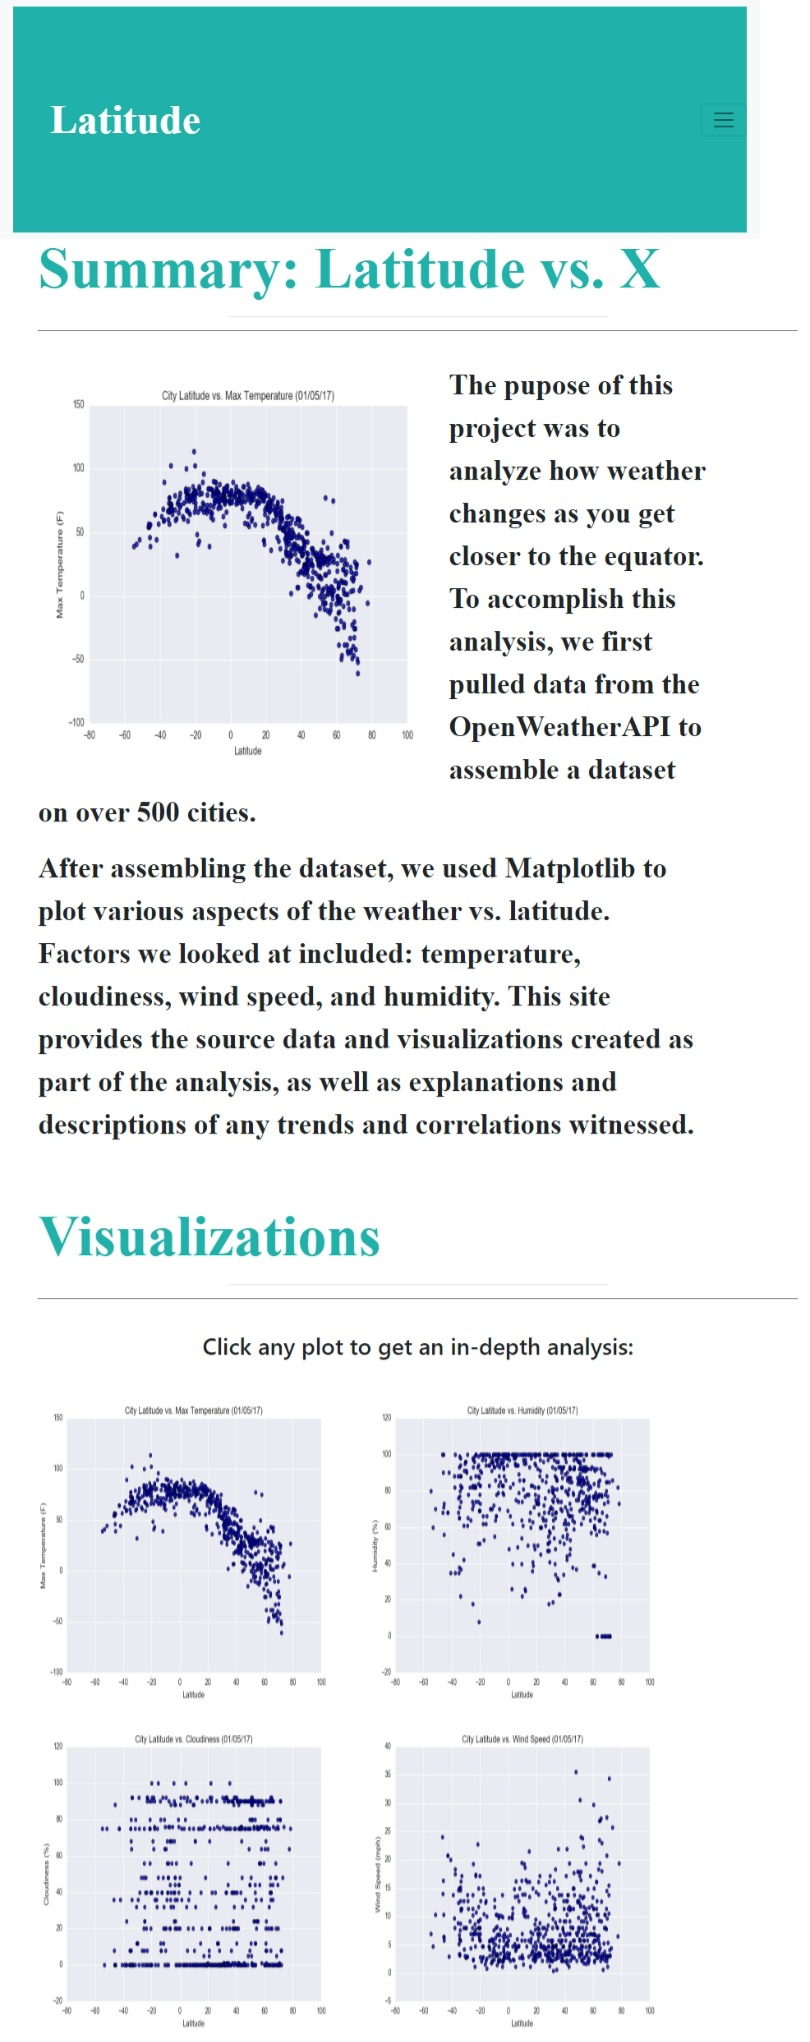 Latitude
Summary: Latitude vs. X
City Latitude vs. Max Temperature (01/05/17)
150
100
50
0
−50
−100
Max Temperature (F)
−80 −60 −40 −20 0 20 40 60 80 100
Latitude
The pupose of this
project was to
analyze how weather
changes as you get
closer to the equator.
To accomplish this
analysis, we first
pulled data from the
OpenWeatherAPI to
assemble a dataset
on over 500 cities.
After assembling the dataset, we used Matplotlib to
plot various aspects of the weather vs. latitude.
Factors we looked at included: temperature,
cloudiness, wind speed, and humidity. This site
provides the source data and visualizations created as
part of the analysis, as well as explanations and
descriptions of any trends and correlations witnessed.
Visualizations
Click any plot to get an in-depth analysis:
City Latitude vs. Max Temperature (01/05/17)
150
100
50
0
−50
−100
Max Temperature (F)
−80 −60 −40 −20 0 20 40 60 80 100
Latitude
City Latitude vs. Humidity (01/05/17)
120
100
80
60
40
20
0
−20
Humidity (%)
−80 −60 −40 −20 0 20 40 60 80 100
Latitude
City Latitude vs. Cloudiness (01/05/17)
120
100
80
60
40
20
0
−20
Cloudiness (%)
−80 −60 −40 −20 0 20 40 60 80 100
Latitude
City Latitude vs. Wind Speed (01/05/17)
40
35
30
25
20
15
10
5
0
−5
Wind Speed (mph)
−80 −60 −40 −20 0 20 40 60 80 100
Latitude